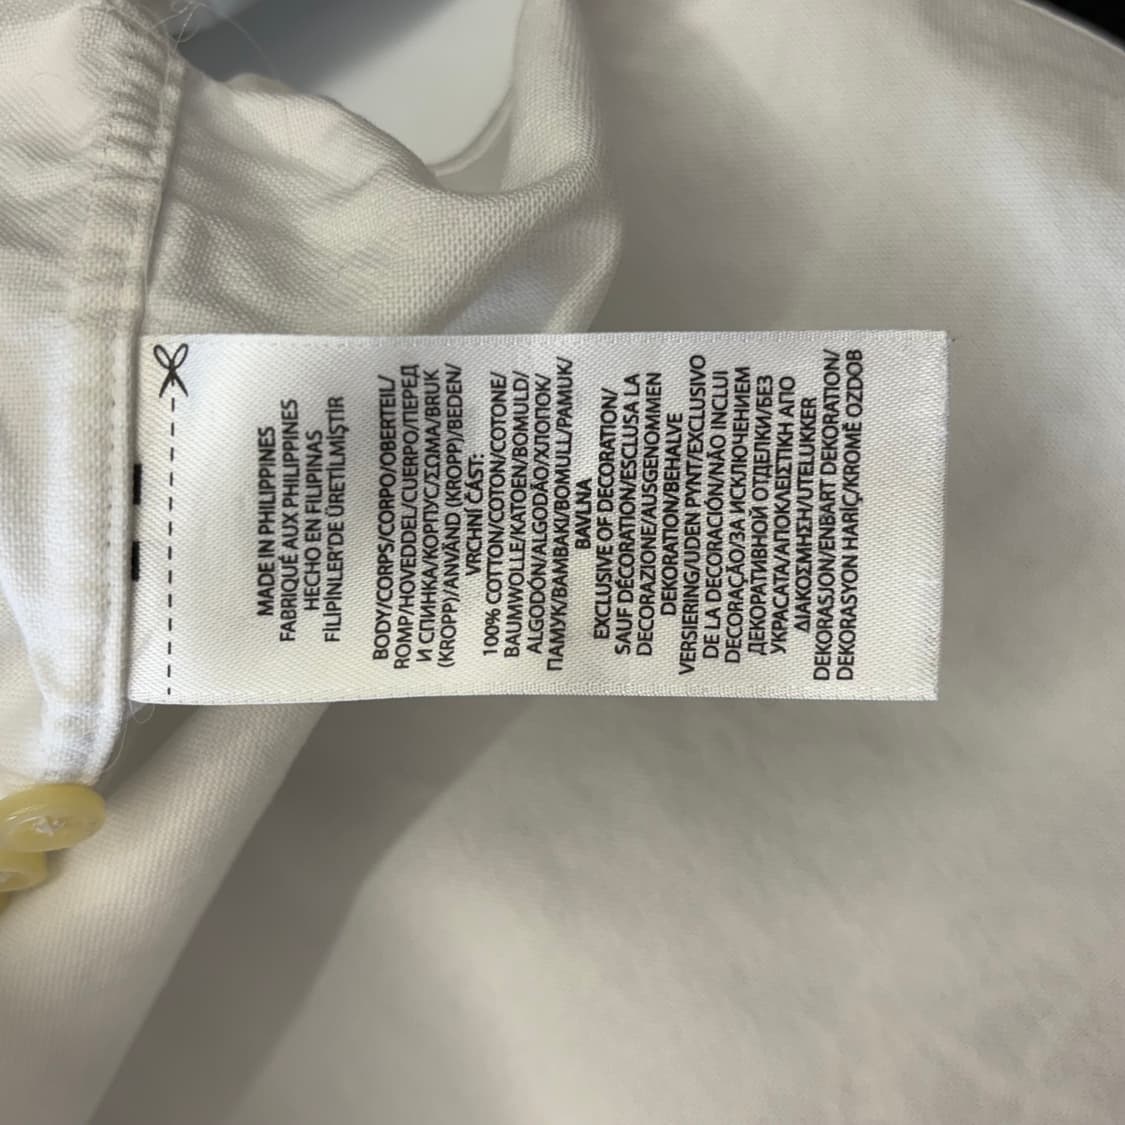 MADE IN PHILIPPINES
FABRIQUÉ AUX PHILIPPINES
HECHO EN FILIPINAS
FİLİPİNLER'DE ÜRETİLMİŞTİR
BODY/CORPS/CORPO/OBERTEIL/
ROMP/HOVEDDEL/CUERPO/ПЕРЕД
И СПИНКА/КОРПУС/ΣΩΜΑ/BRUK
(KROPP)/ANVÄND (KROPP)/BEDEN/
VRCHNÍ ČÁST:
100% COTTON/COTON/COTONE/
BAUMWOLLE/KATOEN/BOMULD/
ALGODÓN/ALGODÃO/ХЛОПОК/
ПАМУК/ΒΑΜΒΑΚΙ/BOMULL/PAMUK/
BAVLNA
EXCLUSIVE OF DECORATION/
SAUF DÉCORATION/ESCLUSA LA
DECORAZIONE/AUSGENOMMEN
DEKORATION/BEHALVE
VERSIERING/UDEN PYNT/EXCLUSIVO
DE LA DECORACIÓN/NÃO INCLUI
DECORAÇÃO/ЗА ИСКЛЮЧЕНИЕМ
ДЕКОРАТИВНОЙ ОТДЕЛКИ/БЕЗ
УКРАСАТА/ΑΠΟΚΛΕΙΣΤΙΚΗ ΑΠΟ
ΔΙΑΚΟΣΜΗΣΗ/UTELUKKER
DEKORASJON/ENBART DEKORATION/
DEKORASYON HARİÇ/KROMĚ OZDOB